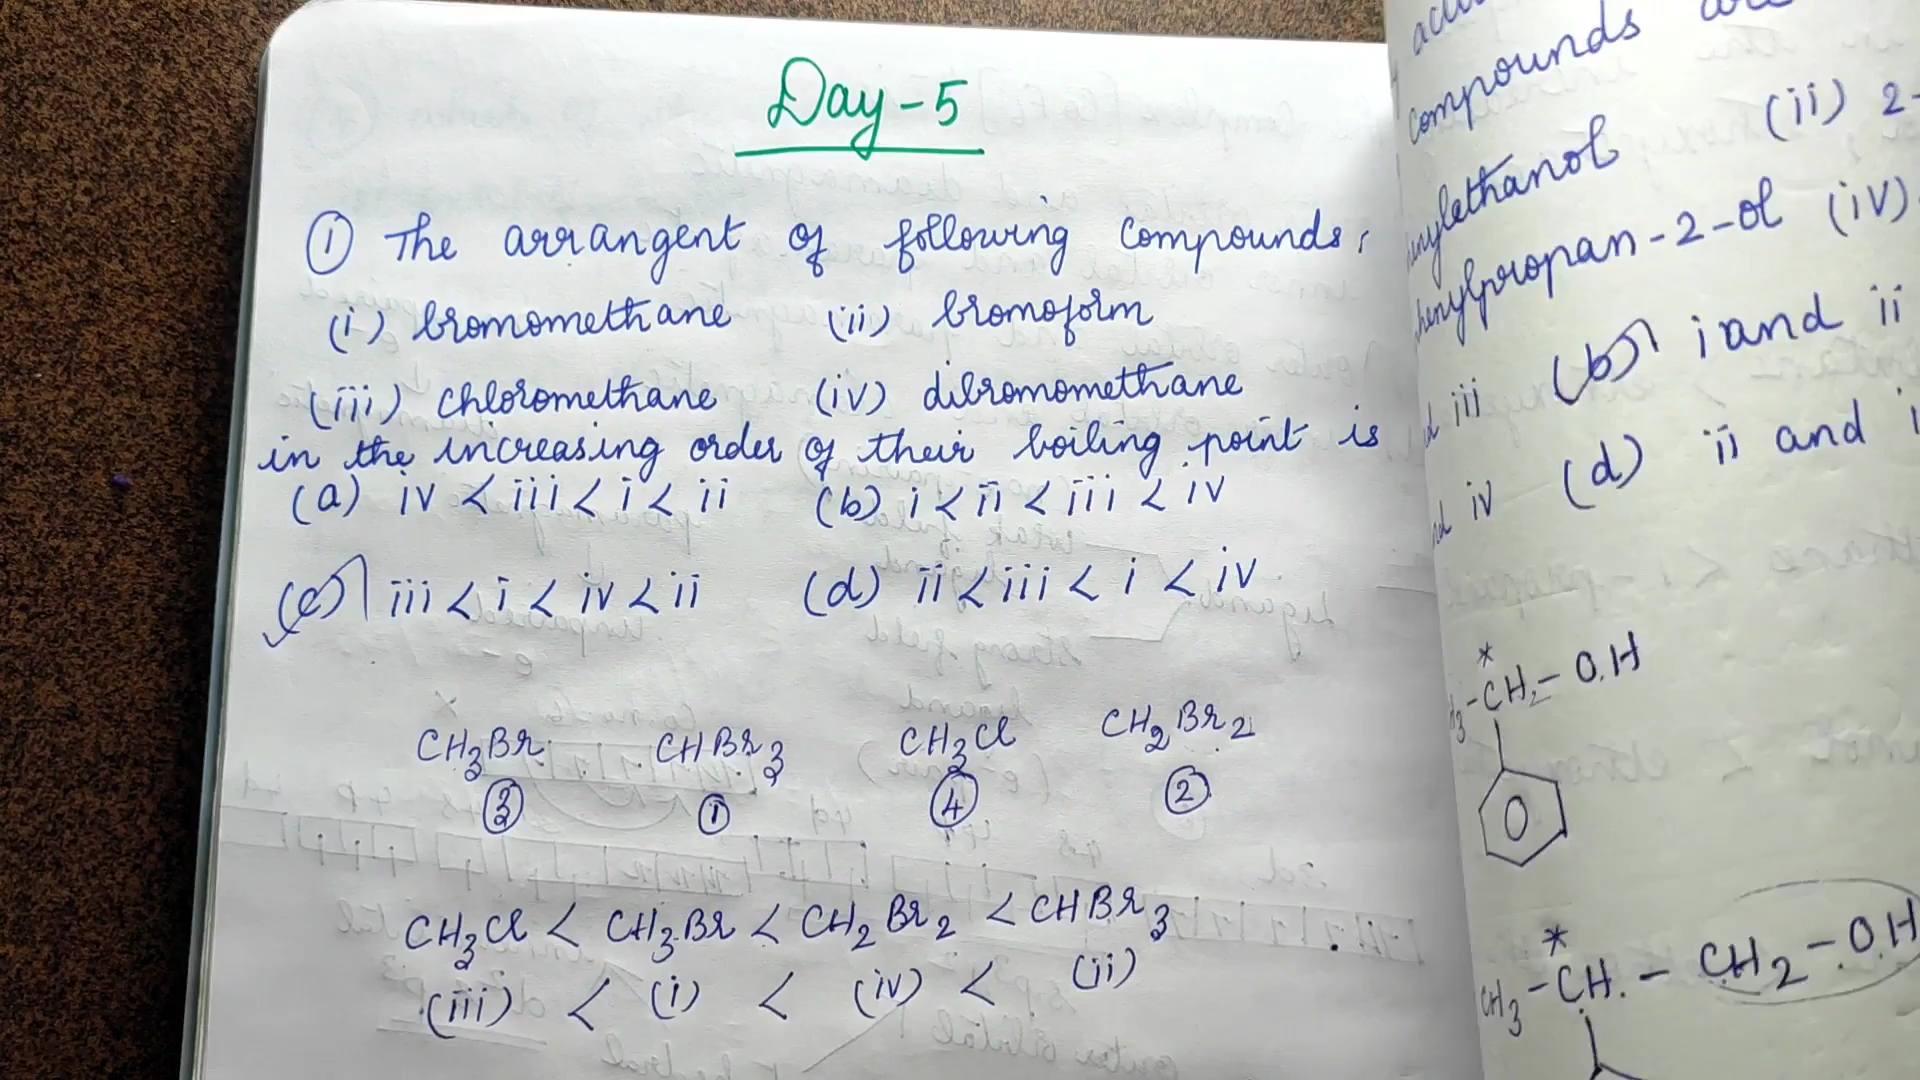 Day-5
① The arrangent of following compounds,
(i) bromomethane (ii) bromoform
(iii) chloromethane (iv) dibromomethane
in the increasing order of their boiling point is
(a) iv < iii < i < ii (b) i < ii < iii < iv
(c) iii < i < iv < ii (d) ii < iii < i < iv
CH3Br CHBr3 CH3Cl CH2Br2
③ ① ④ ②
CH3Cl < CH3Br < CH2Br2 < CHBr3
(iii) < (i) < (iv) < (ii)
compounds are
(ii) 2-
nylethanol
henylpropan-2-ol (iv)
iii (b) i and ii
iv (d) ii and i
*
-CH2-OH
*
CH3-CH-CH2-OH